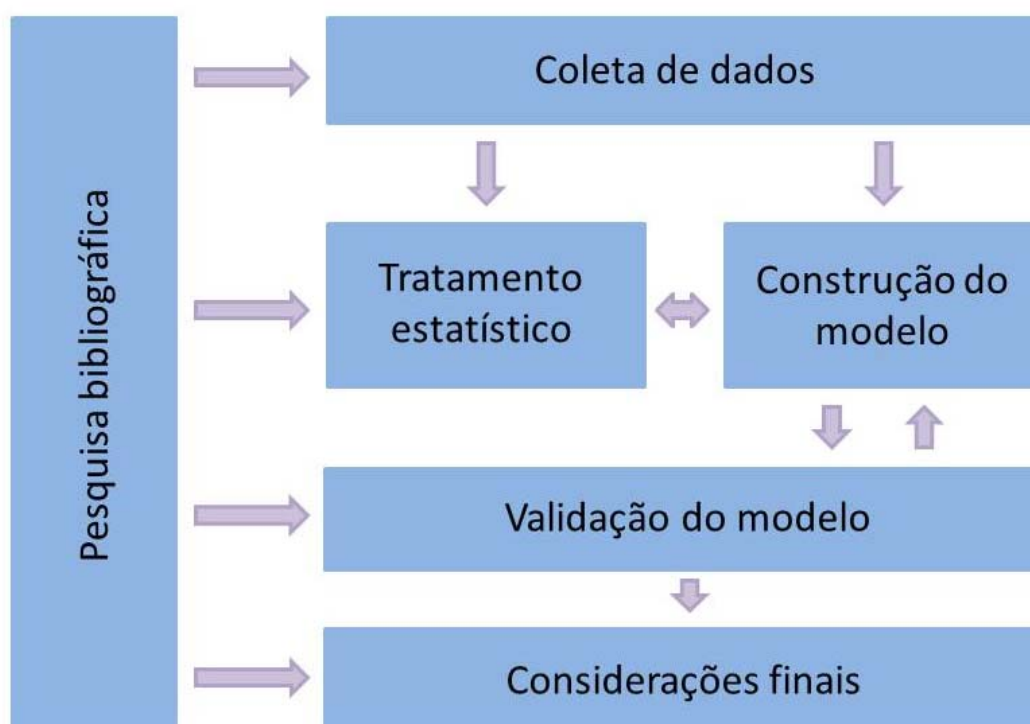 Pesquisa bibliográfica
Coleta de dados
Tratamento
estatístico
Construção do
modelo
Validação do modelo
Considerações finais